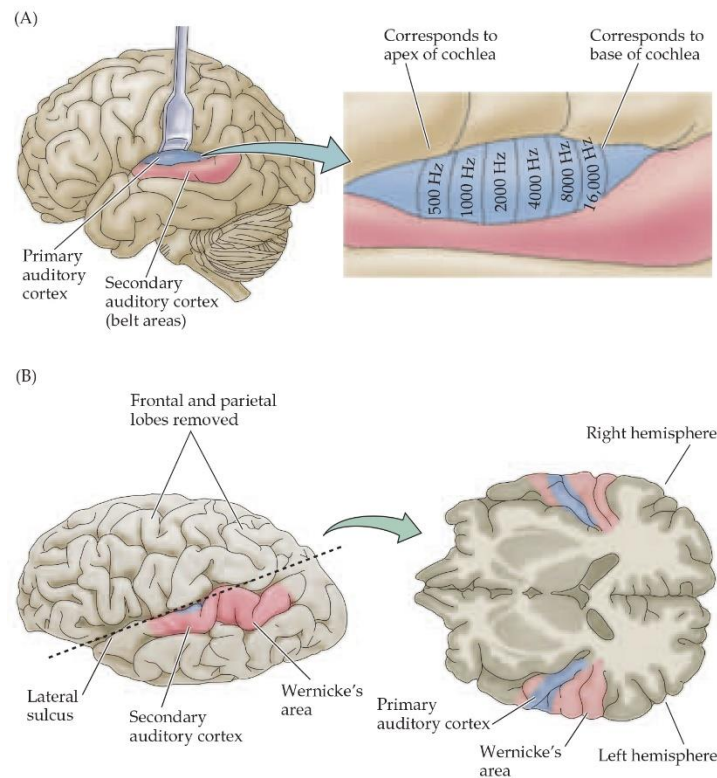 (A)
Corresponds to
apex of cochlea
Corresponds to
base of cochlea
500 Hz
1000 Hz
2000 Hz
4000 Hz
8000 Hz
16,000 Hz
Primary
auditory
cortex
Secondary
auditory cortex
(belt areas)
(B)
Frontal and parietal
lobes removed
Right hemisphere
Lateral
sulcus
Secondary
auditory cortex
Wernicke's
area
Primary
auditory cortex
Wernicke's
area
Left hemisphere